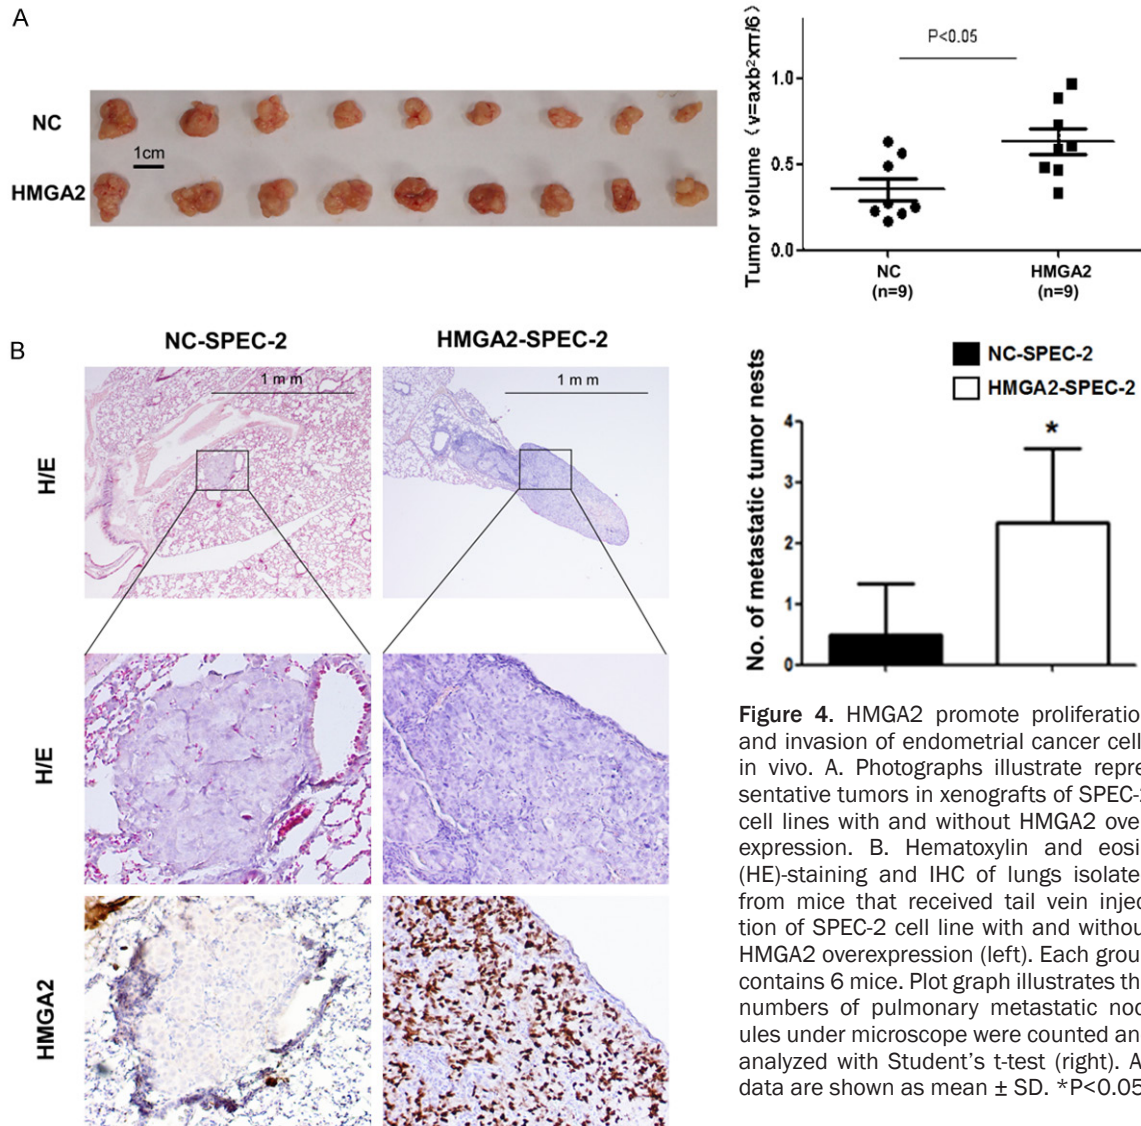 A
NC
1cm
HMGA2
Tumor volume (v=axb²xπ/6)
P<0.05
1.0
0.5
0.0
NC
(n=9)
HMGA2
(n=9)
B
NC-SPEC-2
HMGA2-SPEC-2
H/E
1 m m
1 m m
H/E
HMGA2
NC-SPEC-2
HMGA2-SPEC-2
No. of metastatic tumor nests
4
3
2
1
0
*
Figure 4. HMGA2 promote proliferation
and invasion of endometrial cancer cell
in vivo. A. Photographs illustrate repre
sentative tumors in xenografts of SPEC-2
cell lines with and without HMGA2 over
expression. B. Hematoxylin and eosi
(HE)-staining and IHC of lungs isolate
from mice that received tail vein injec
tion of SPEC-2 cell line with and withou
HMGA2 overexpression (left). Each grou
contains 6 mice. Plot graph illustrates th
numbers of pulmonary metastatic nod
ules under microscope were counted an
analyzed with Student's t-test (right). A
data are shown as mean ± SD. *P<0.05